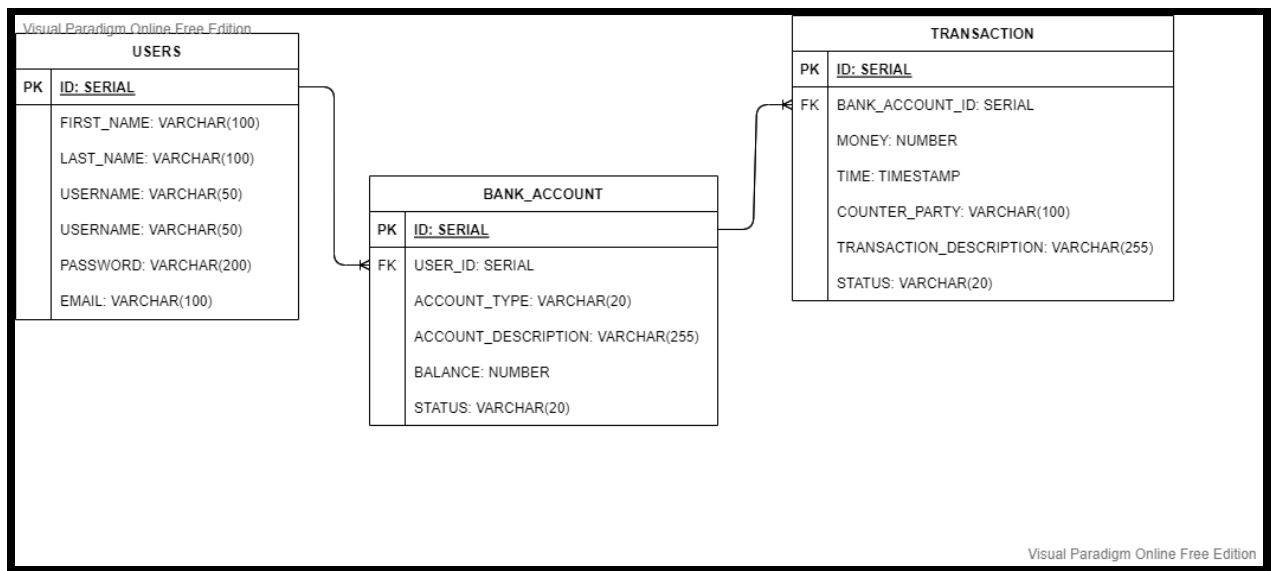 Visual Paradigm Online Free Edition
USERS
PK ID: SERIAL
FIRST_NAME: VARCHAR(100)
LAST_NAME: VARCHAR(100)
USERNAME: VARCHAR(50)
USERNAME: VARCHAR(50)
PASSWORD: VARCHAR(200)
EMAIL: VARCHAR(100)
BANK_ACCOUNT
PK ID: SERIAL
FK USER_ID: SERIAL
ACCOUNT_TYPE: VARCHAR(20)
ACCOUNT_DESCRIPTION: VARCHAR(255)
BALANCE: NUMBER
STATUS: VARCHAR(20)
TRANSACTION
PK ID: SERIAL
FK BANK_ACCOUNT_ID: SERIAL
MONEY: NUMBER
TIME: TIMESTAMP
COUNTER_PARTY: VARCHAR(100)
TRANSACTION_DESCRIPTION: VARCHAR(255)
STATUS: VARCHAR(20)
Visual Paradigm Online Free Edition